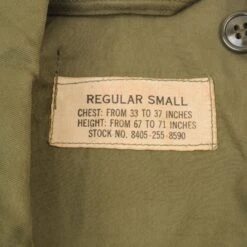 REGULAR SMALL
CHEST: FROM 33 TO 37 INCHES
HEIGHT: FROM 67 TO 71 INCHES
STOCK NO. 8405-255-8590